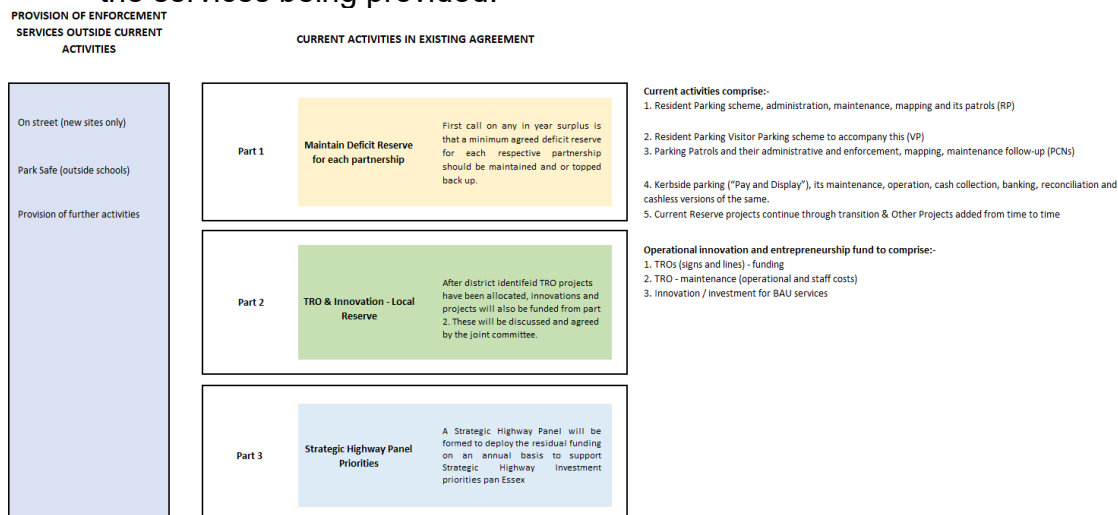 the services being provided.
PROVISION OF ENFORCEMENT
SERVICES OUTSIDE CURRENT
ACTIVITIES
CURRENT ACTIVITIES IN EXISTING AGREEMENT
On street (new sites only)
Park Safe (outside schools)
Provision of further activities
Part 1
Maintain Deficit Reserve
for each partnership
First call on any in year surplus is
that a minimum agreed deficit reserve
for each respective partnership
should be maintained and or topped
back up.
Part 2
TRO & Innovation - Local
Reserve
After district identifeid TRO projects
have been allocated, innovations and
projects will also be funded from part
2. These will be discussed and agreed
by the joint committee.
Part 3
Strategic Highway Panel
Priorities
A Strategic Highway Panel will be
formed to deploy the residual funding
on an annual basis to support
Strategic Highway Investment
priorities pan Essex
Current activities comprise:-
1. Resident Parking scheme, administration, maintenance, mapping and its patrols (RP)
2. Resident Parking Visitor Parking scheme to accompany this (VP)
3. Parking Patrols and their administrative and enforcement, mapping, maintenance follow-up (PCNs)
4. Kerbside parking ("Pay and Display"), its maintenance, operation, cash collection, banking, reconciliation and
cashless versions of the same.
5. Current Reserve projects continue through transition & Other Projects added from time to time
Operational innovation and entrepreneurship fund to comprise:-
1. TROs (signs and lines) - funding
2. TRO - maintenance (operational and staff costs)
3. Innovation / investment for BAU services